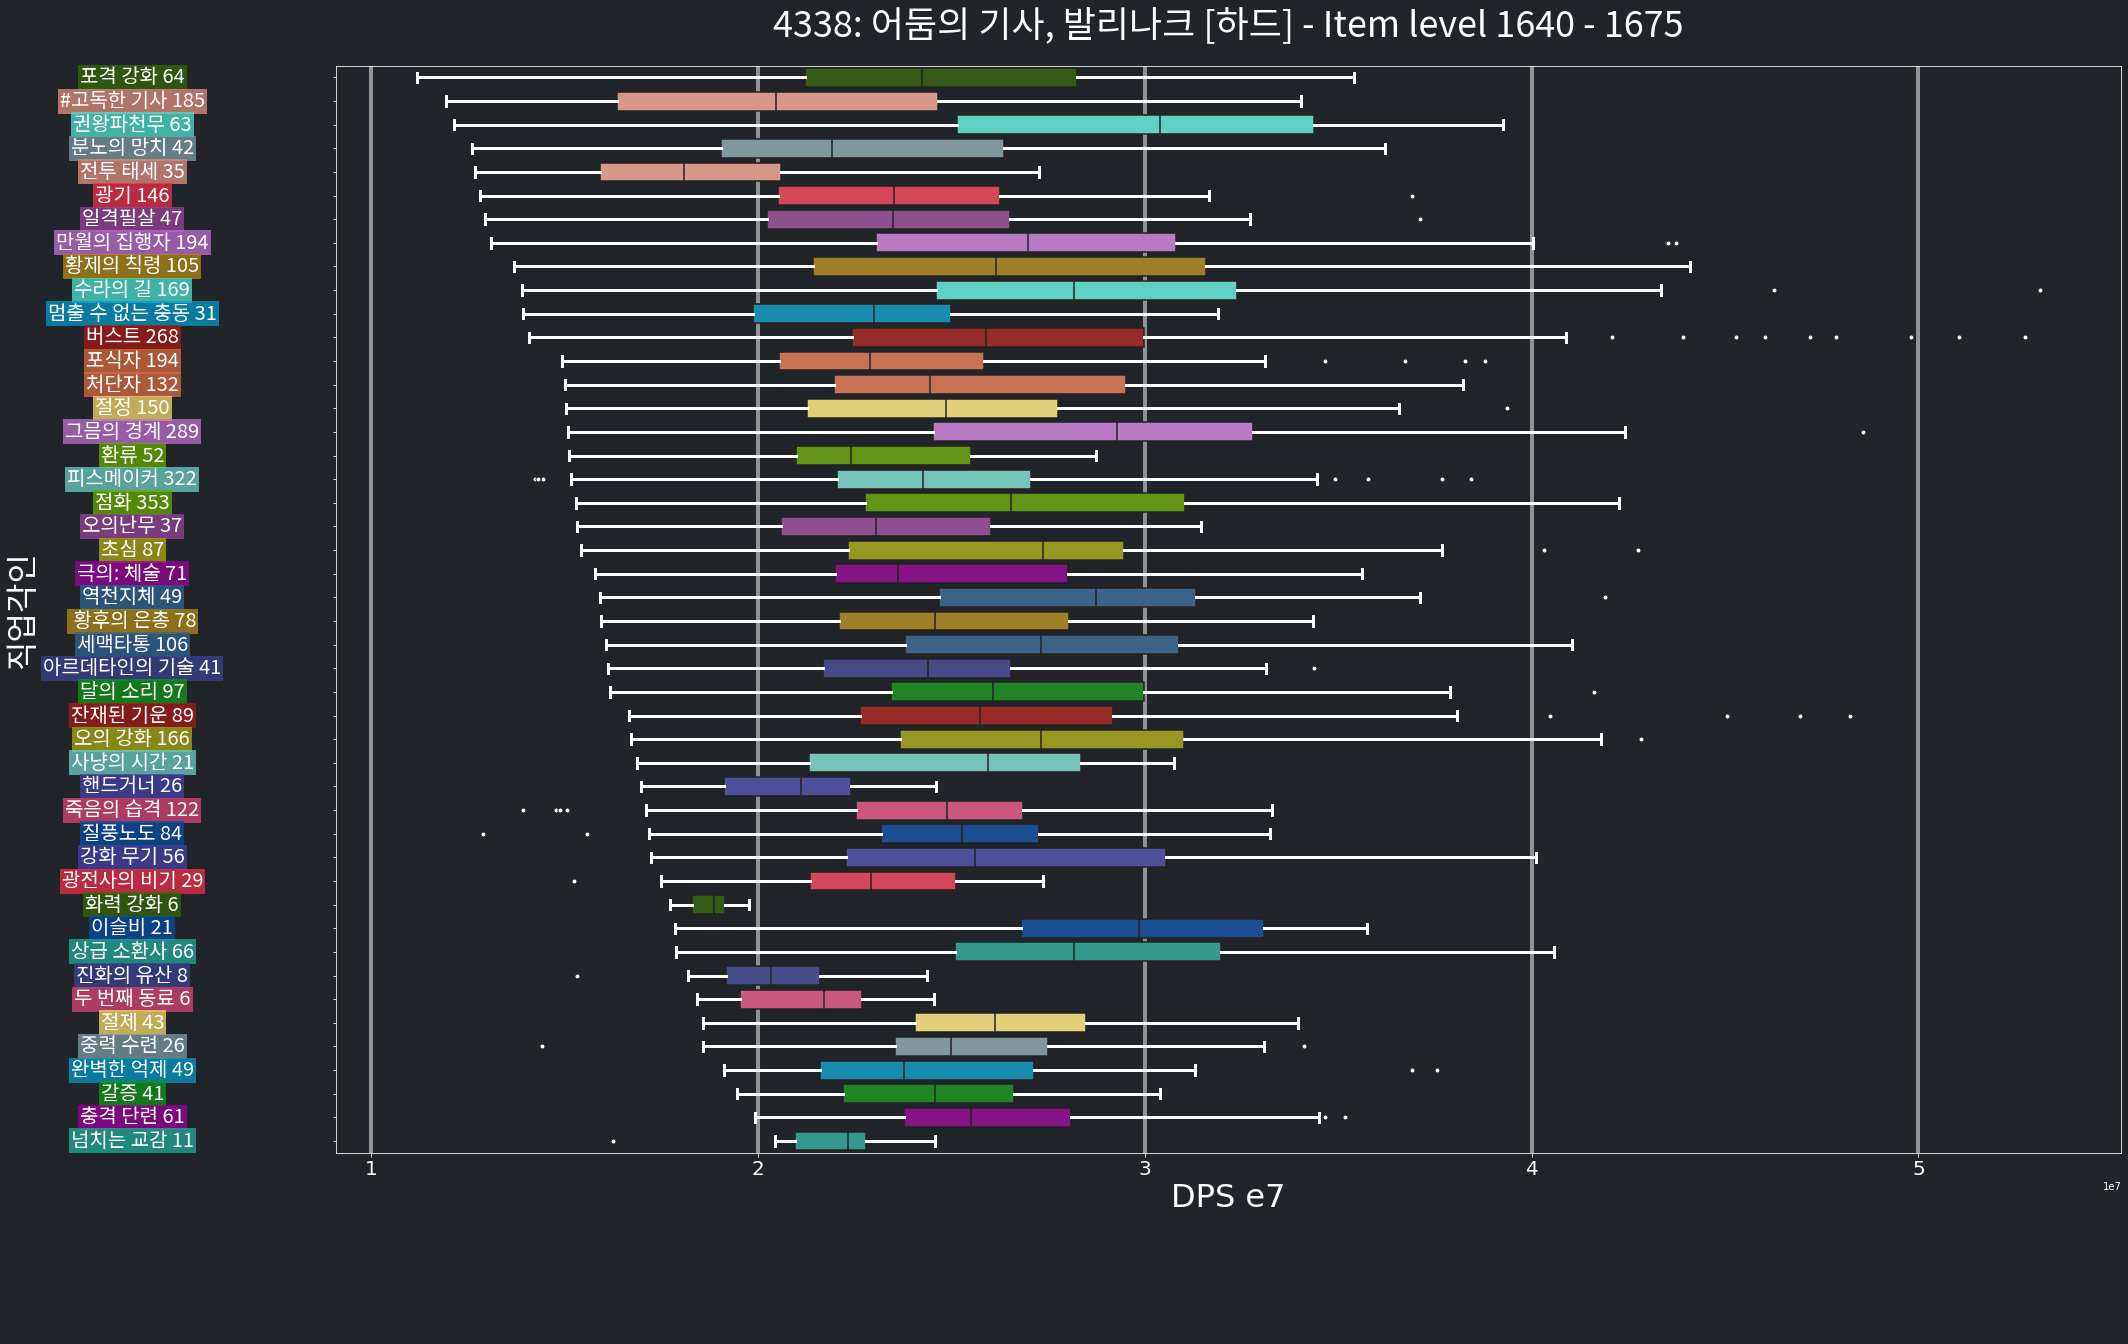 4338: 어둠의 기사, 발리나크 [하드] - Item level 1640 - 1675
직업각인
포격 강화 64
#고독한 기사 185
권왕파천무 63
분노의 망치 42
전투 태세 35
광기 146
일격필살 47
만월의 집행자 194
황제의 칙령 105
수라의 길 169
멈출 수 없는 충동 31
버스트 268
포식자 194
처단자 132
절정 150
그믐의 경계 289
환류 52
피스메이커 322
점화 353
오의난무 37
초심 87
극의: 체술 71
역천지체 49
황후의 은총 78
세맥타통 106
아르데타인의 기술 41
달의 소리 97
잔재된 기운 89
오의 강화 166
사냥의 시간 21
핸드거너 26
죽음의 습격 122
질풍노도 84
강화 무기 56
광전사의 비기 29
화력 강화 6
이슬비 21
상급 소환사 66
진화의 유산 8
두 번째 동료 6
절제 43
중력 수련 26
완벽한 억제 49
갈증 41
충격 단련 61
넘치는 교감 11
1 2 3 4 5
1e7
DPS e7